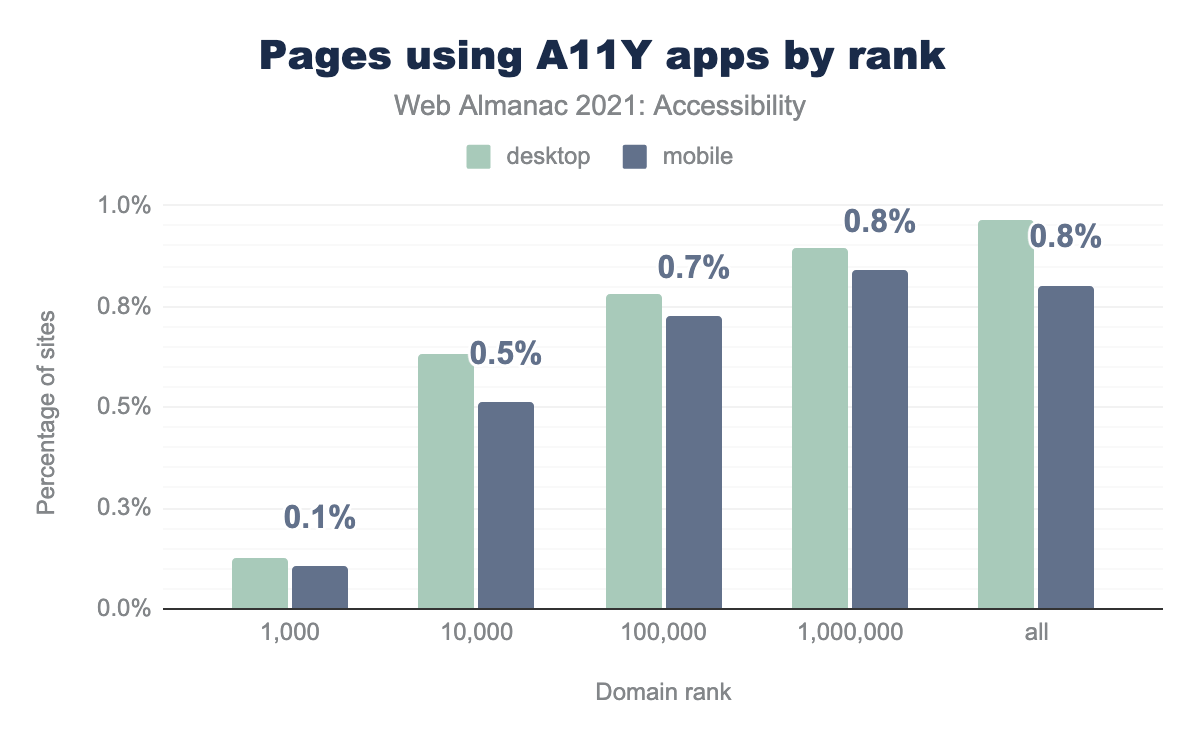 Pages using A11Y apps by rank
Web Almanac 2021: Accessibility
desktop mobile
Percentage of sites
1.0%
0.8%
0.5%
0.3%
0.0%
0.1%
0.5%
0.7%
0.8%
0.8%
1,000 10,000 100,000 1,000,000 all
Domain rank